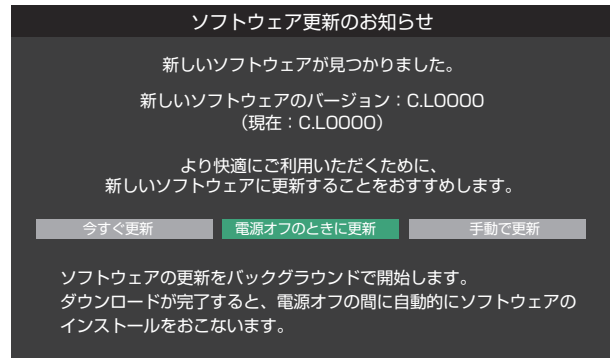 ソフトウェア更新のお知らせ
新しいソフトウェアが見つかりました。
新しいソフトウェアのバージョン：C.L0000
（現在：C.L0000）
より快適にご利用いただくために、
新しいソフトウェアに更新することをおすすめします。
今すぐ更新 電源オフのときに更新 手動で更新
ソフトウェアの更新をバックグラウンドで開始します。
ダウンロードが完了すると、電源オフの間に自動的にソフトウェアの
インストールをおこないます。